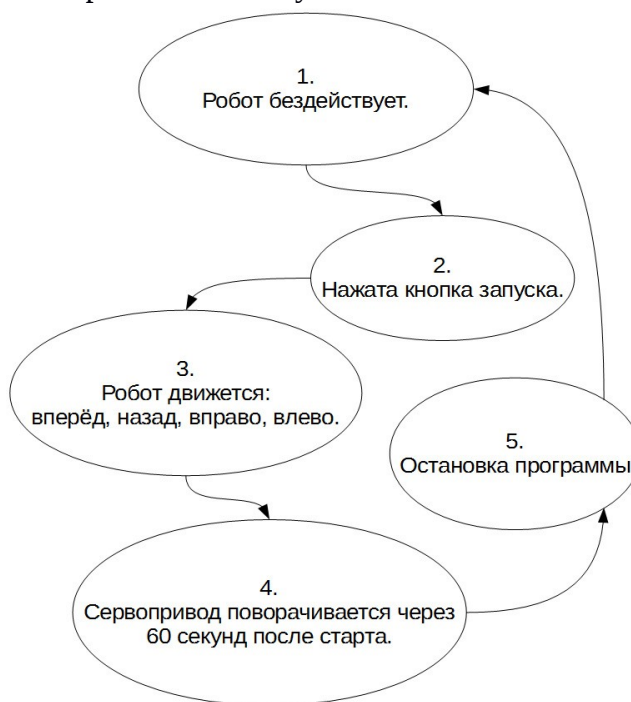 1.
Робот бездействует.
2.
Нажата кнопка запуска.
3.
Робот движется:
вперёд, назад, вправо, влево.
4.
Сервопривод поворачивается через
60 секунд после старта.
5.
Остановка программы